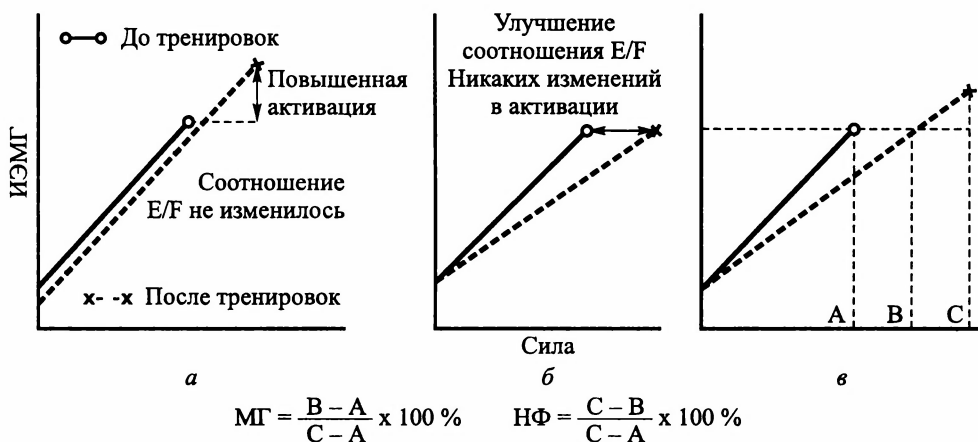 До тренировок
Повышенная
активация
Соотношение
E/F не изменилось
После тренировок
ИЭМГ
а
Улучшение
соотношения E/F
Никаких изменений
в активации
Сила
б
A
B
C
в
МГ = B – A / C – A x 100 %
НФ = C – B / C – A x 100 %